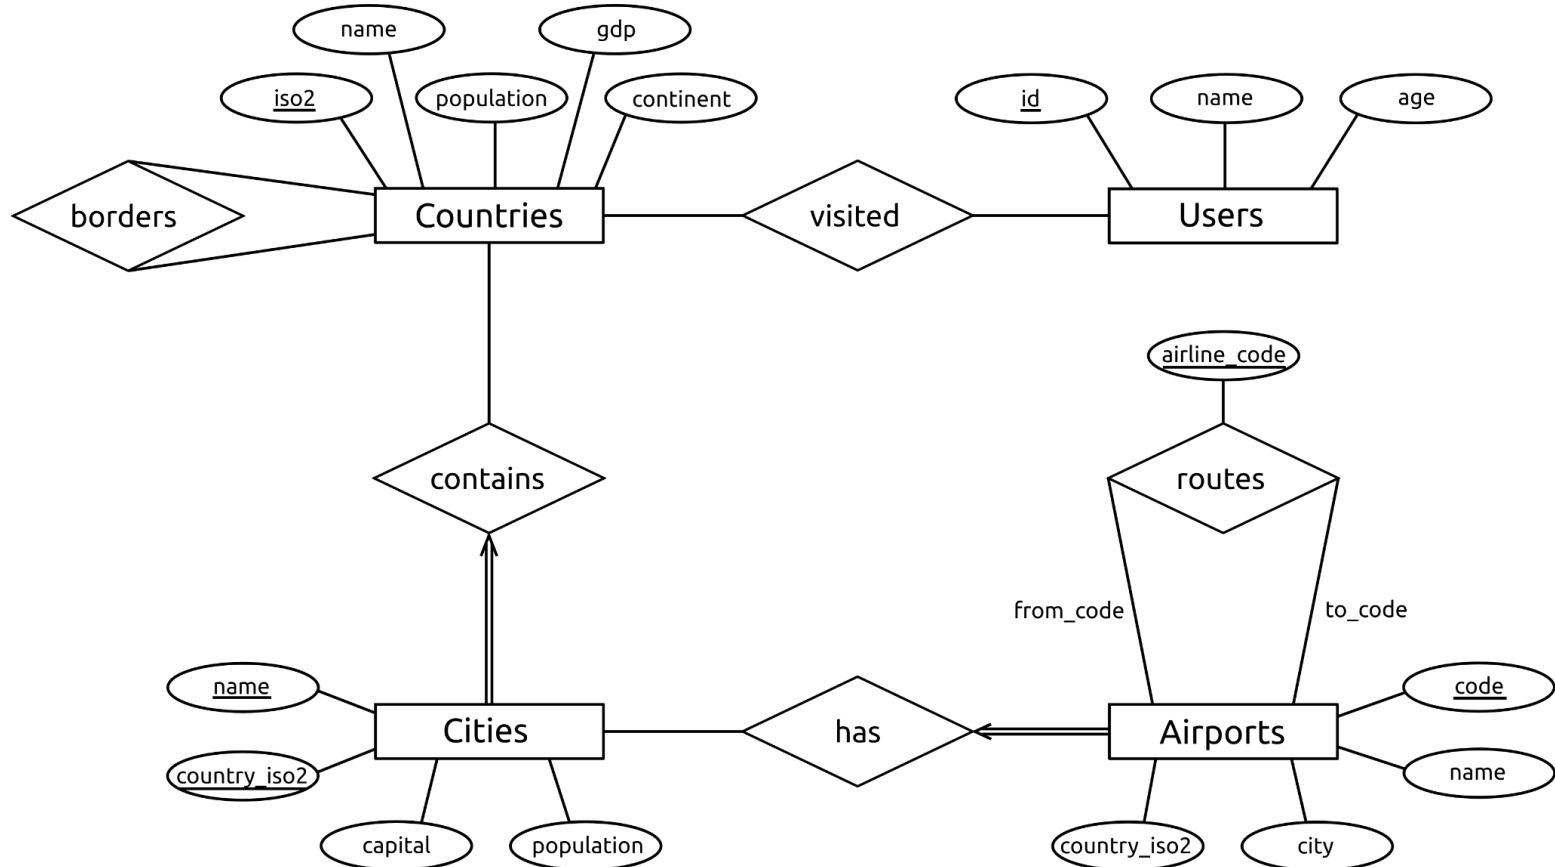 name
gdp
iso2
population
continent
id
name
age
borders
Countries
visited
Users
airline_code
contains
routes
from_code
to_code
name
code
Cities
has
Airports
country_iso2
name
capital
population
country_iso2
city